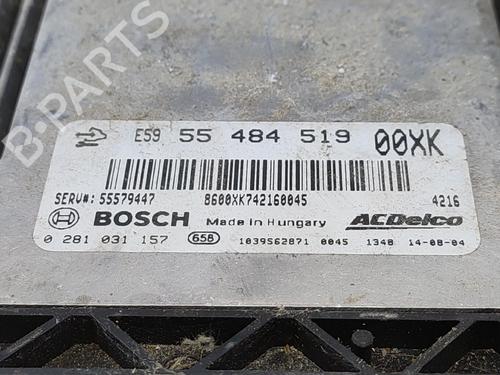 B-PARTS
E59 55 484 519 00XK
SERV#: 55579447 8600XK742160045 4216
BOSCH Made in Hungary ACDelco
0 281 031 157 658 1039S62871 0045 1348 14-08-04